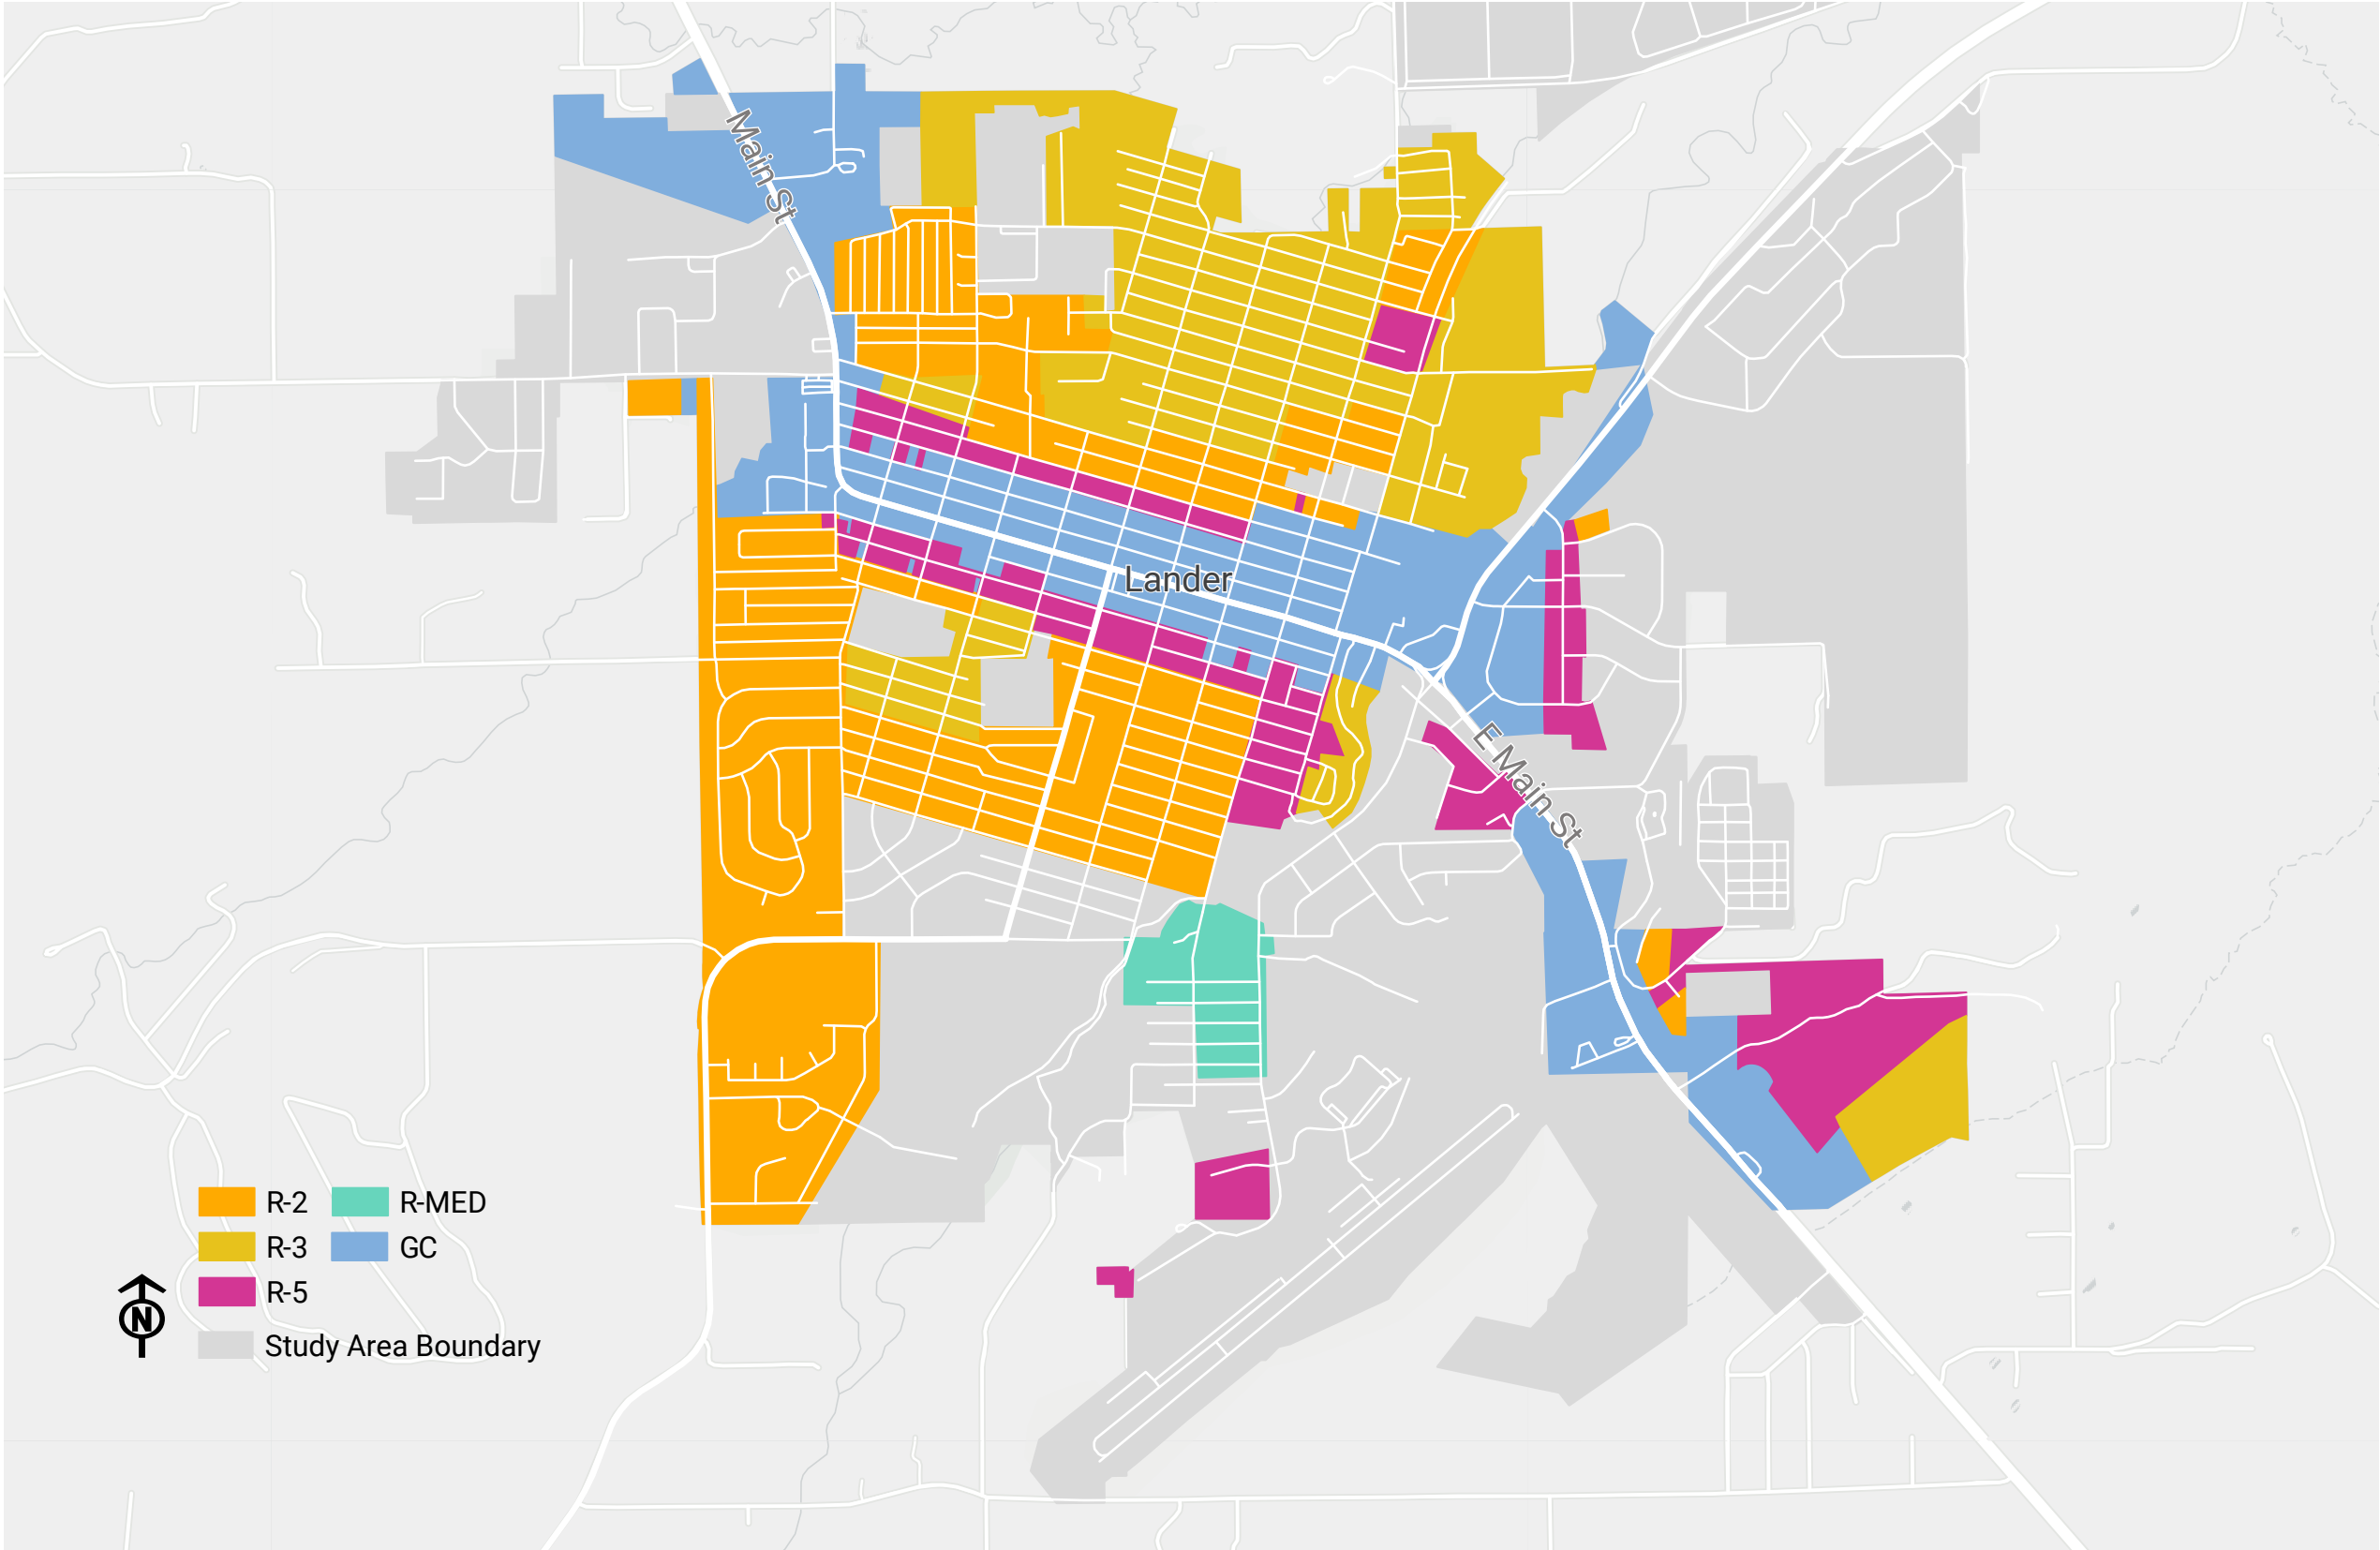 Main St
Lander
E Main St
R-2
R-MED
R-3
GC
R-5
N
Study Area Boundary